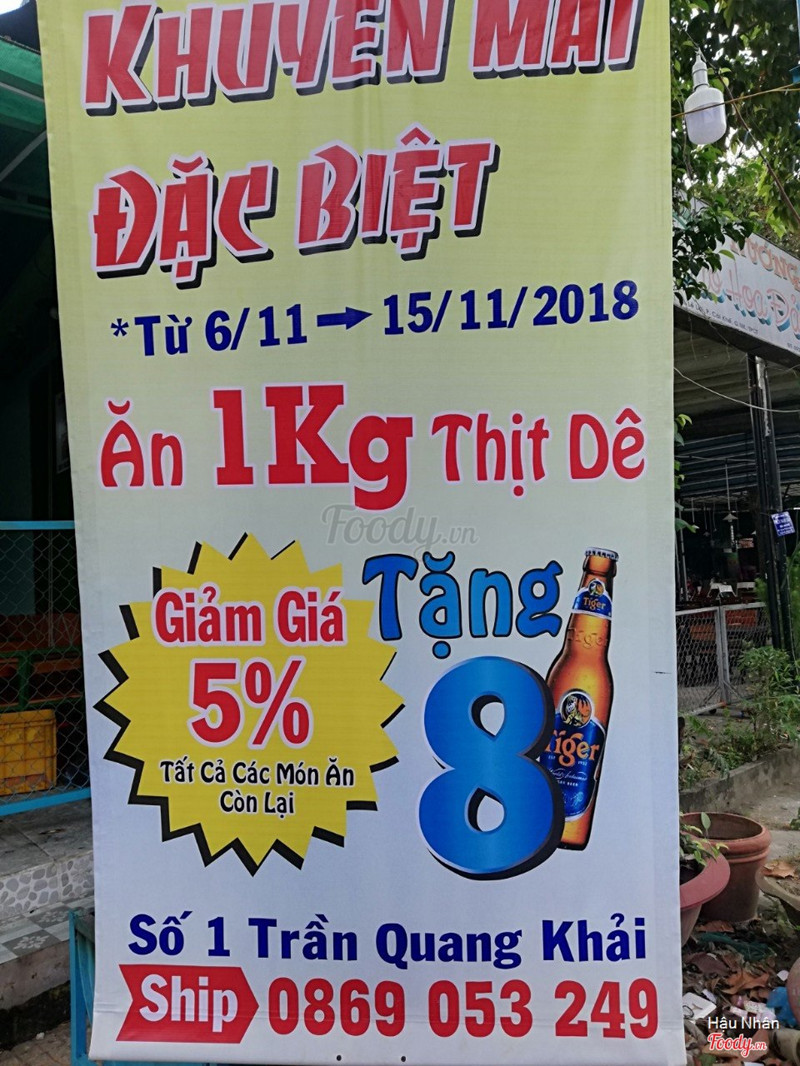 KHUYẾN MÃI
ĐẶC BIỆT
*Từ 6/11→15/11/2018
Ăn 1Kg Thịt Dê
Foody.vn
Giảm Giá
5%
Tất Cả Các Món Ăn
Còn Lại
Tặng
8
Tiger
Tiger
Số 1 Trần Quang Khải
Ship 0869 053 249
Hậu Nhân
Foody.vn